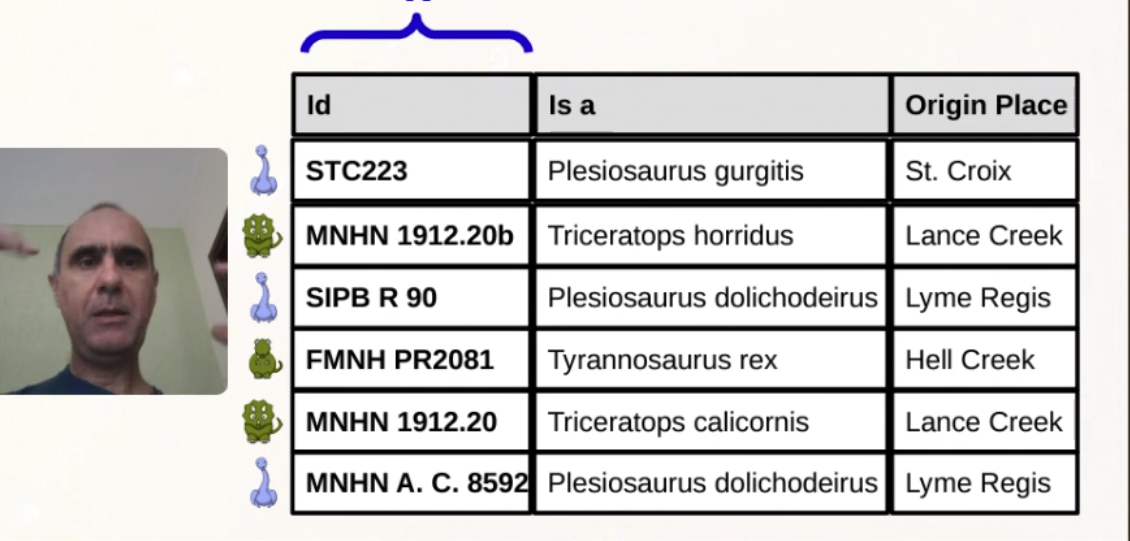 Id Is a Origin Place
STC223 Plesiosaurus gurgitis St. Croix
MNHN 1912.20b Triceratops horridus Lance Creek
SIPB R 90 Plesiosaurus dolichodeirus Lyme Regis
FMNH PR2081 Tyrannosaurus rex Hell Creek
MNHN 1912.20 Triceratops calicornis Lance Creek
MNHN A. C. 8592 Plesiosaurus dolichodeirus Lyme Regis